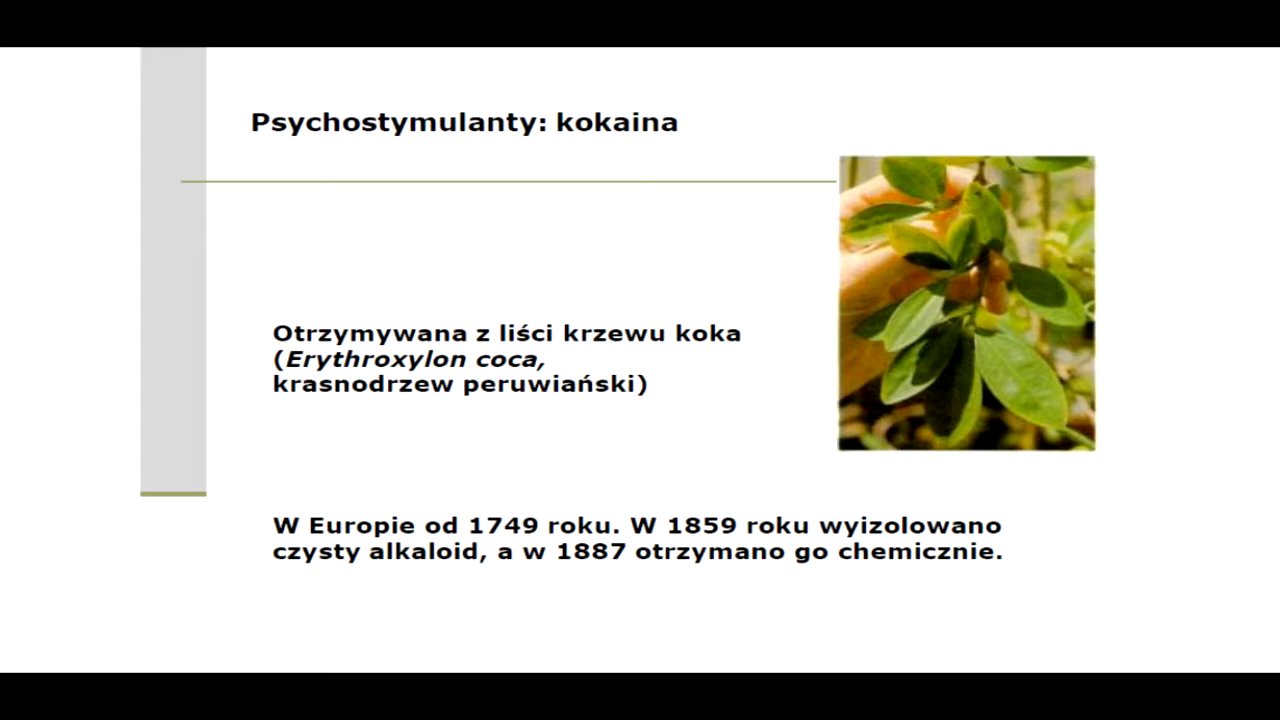 Psychostymulanty: kokaina
Otrzymywana z liści krzewu koka
(Erythroxylon coca,
krasnodrzew peruwiański)
W Europie od 1749 roku. W 1859 roku wyizolowano
czysty alkaloid, a w 1887 otrzymano go chemicznie.